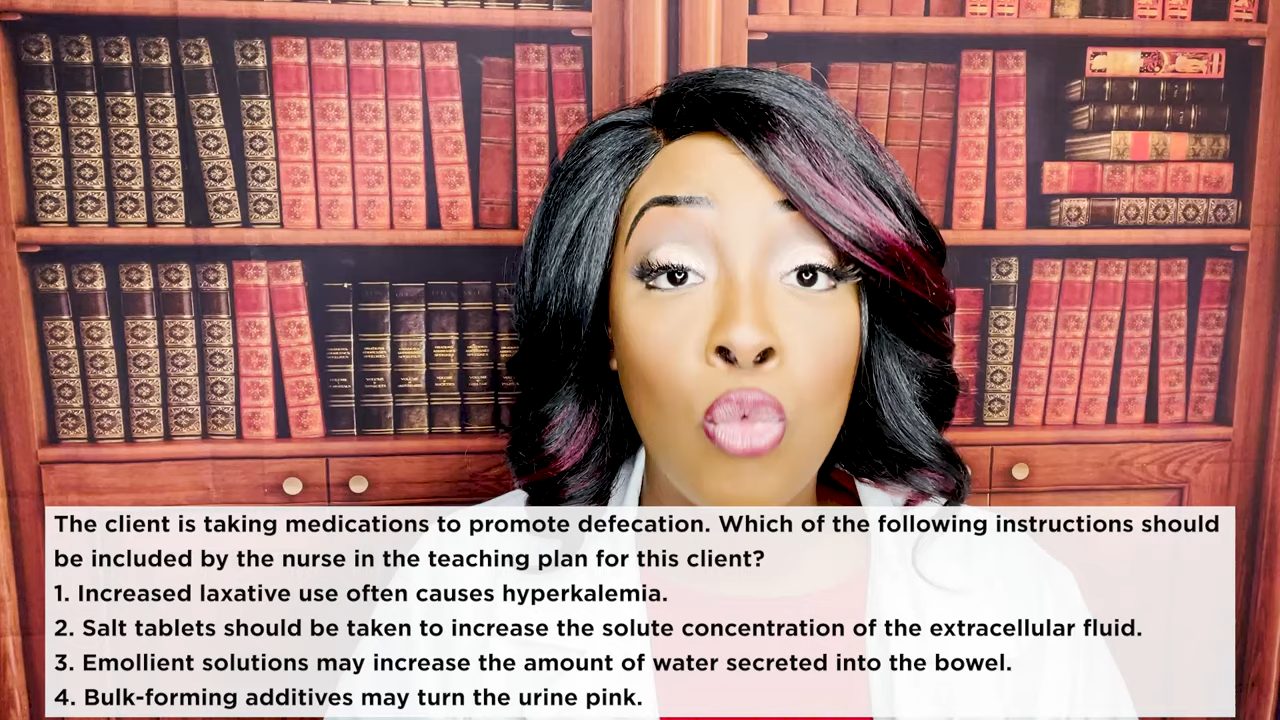 The client is taking medications to promote defecation. Which of the following instructions should
be included by the nurse in the teaching plan for this client?
1. Increased laxative use often causes hyperkalemia.
2. Salt tablets should be taken to increase the solute concentration of the extracellular fluid.
3. Emollient solutions may increase the amount of water secreted into the bowel.
4. Bulk-forming additives may turn the urine pink.